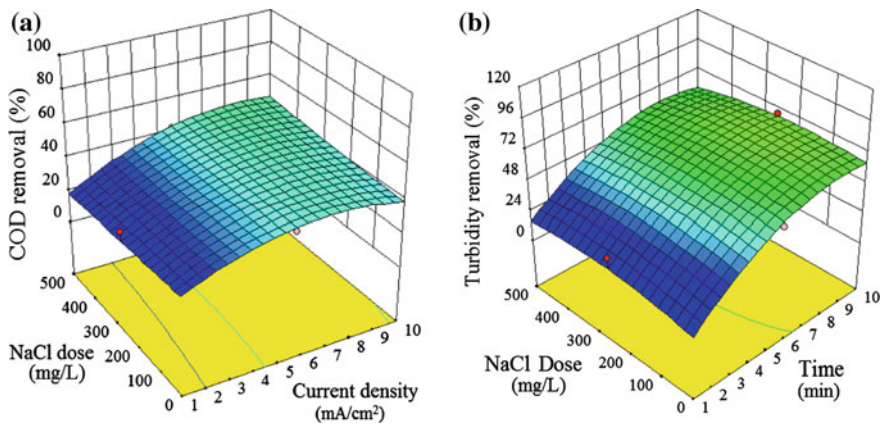 (a)
COD removal (%)
100
80
60
40
20
0
500
400
300
200
100
0
NaCl dose
(mg/L)
1 2 3 4 5 6 7 8 9 10
Current density
(mA/cm²)
(b)
Turbidity removal (%)
120
96
72
48
24
0
500
400
300
200
100
0
NaCl Dose
(mg/L)
1 2 3 4 5 6 7 8 9 10
Time
(min)